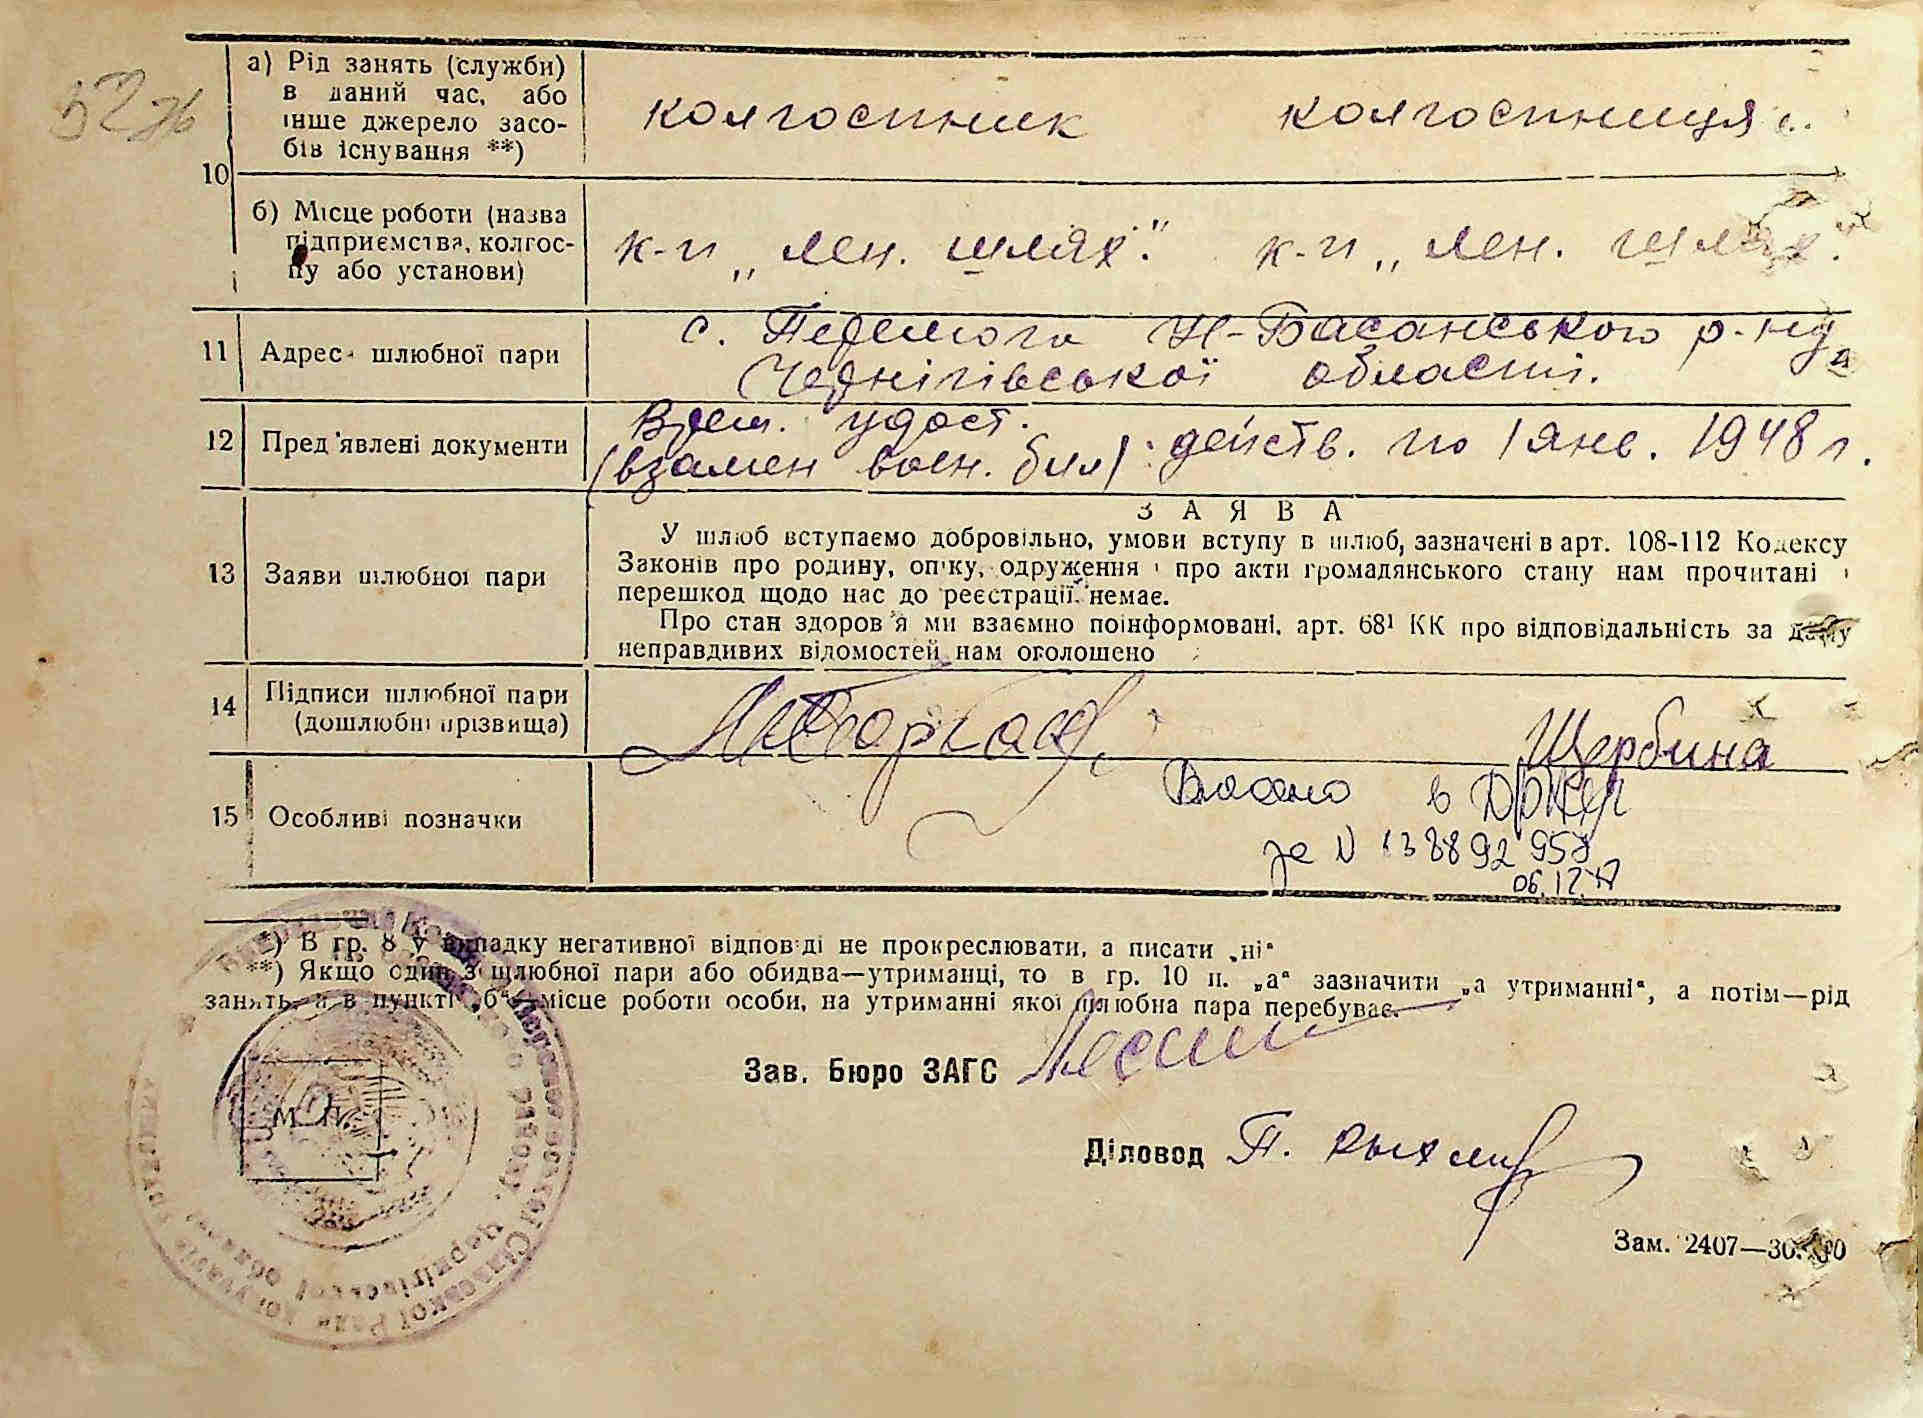 а) Рід занять (служби)
в даний час, або
інше джерело засо-
бів існування **)
колгоспник колгоспниця
10
б) Місце роботи (назва
підприємства, колгос-
пу або установи)
к-п „Лен. шлях". к-п „Лен. шлях".
11 Адреса шлюбної пари
с. Перемога Н-Басанського р-ну
Чернігівської області.
12 Пред'явлені документи
Врем. удост.
(взамен воен. бил) действ. по 1 янв. 1948 г.
13 Заяви шлюбної пари
ЗАЯВА
У шлюб вступаємо добровільно, умови вступу в шлюб, зазначені в арт. 108-112 Кодексу
Законів про родину, опіку, одруження і про акти громадянського стану нам прочитані і
перешкод щодо нас до реєстрації немає.
Про стан здоров'я ми взаємно поінформовані, арт. 68¹ КК про відповідальність за дачу
неправдивих відомостей нам оголошено
14 Підписи шлюбної пари
(дошлюбні прізвища)
Щербина
15 Особливі позначки
Внесено в ДРАЦС
за N 138892958
06.12.17
*) В гр. 8 у випадку негативної відповіді не прокреслювати, а писати „ні"
**) Якщо один з шлюбної пари або обидва—утриманці, то в гр. 10 п. „а" зазначити „а утриманні", а потім—рід
занять, а в пункті „б" місце роботи особи, на утриманні якої шлюбна пара перебуває.
Зав. Бюро ЗАГС
Діловод П.
М. П.
Зам. 2407—30.